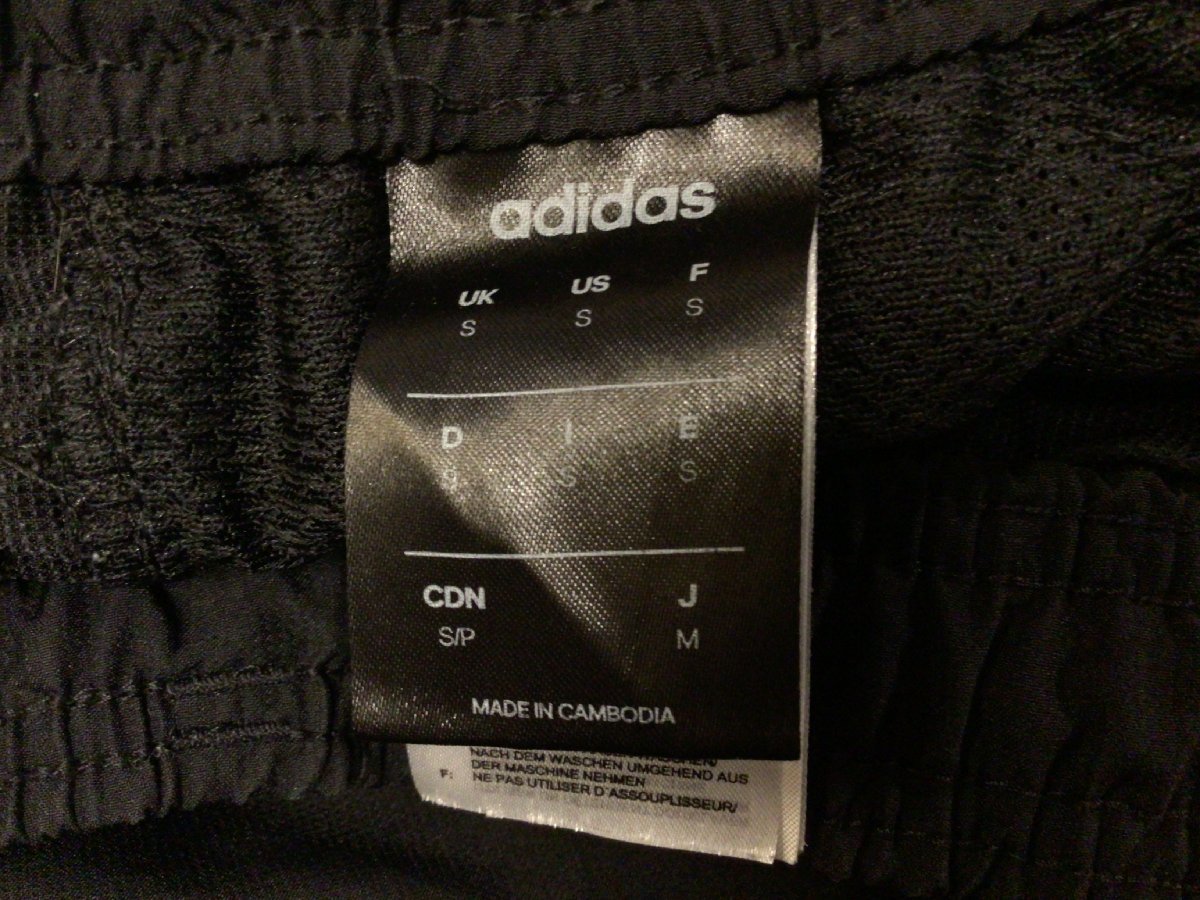 adidas
UK US F
S S S
D I E
S S S
CDN J
S/P M
MADE IN CAMBODIA
NACH DEM WASCHEN UMGEHEND AUS
DER MASCHINE NEHMEN
F: NE PAS UTILISER D'ASSOUPLISSEUR/